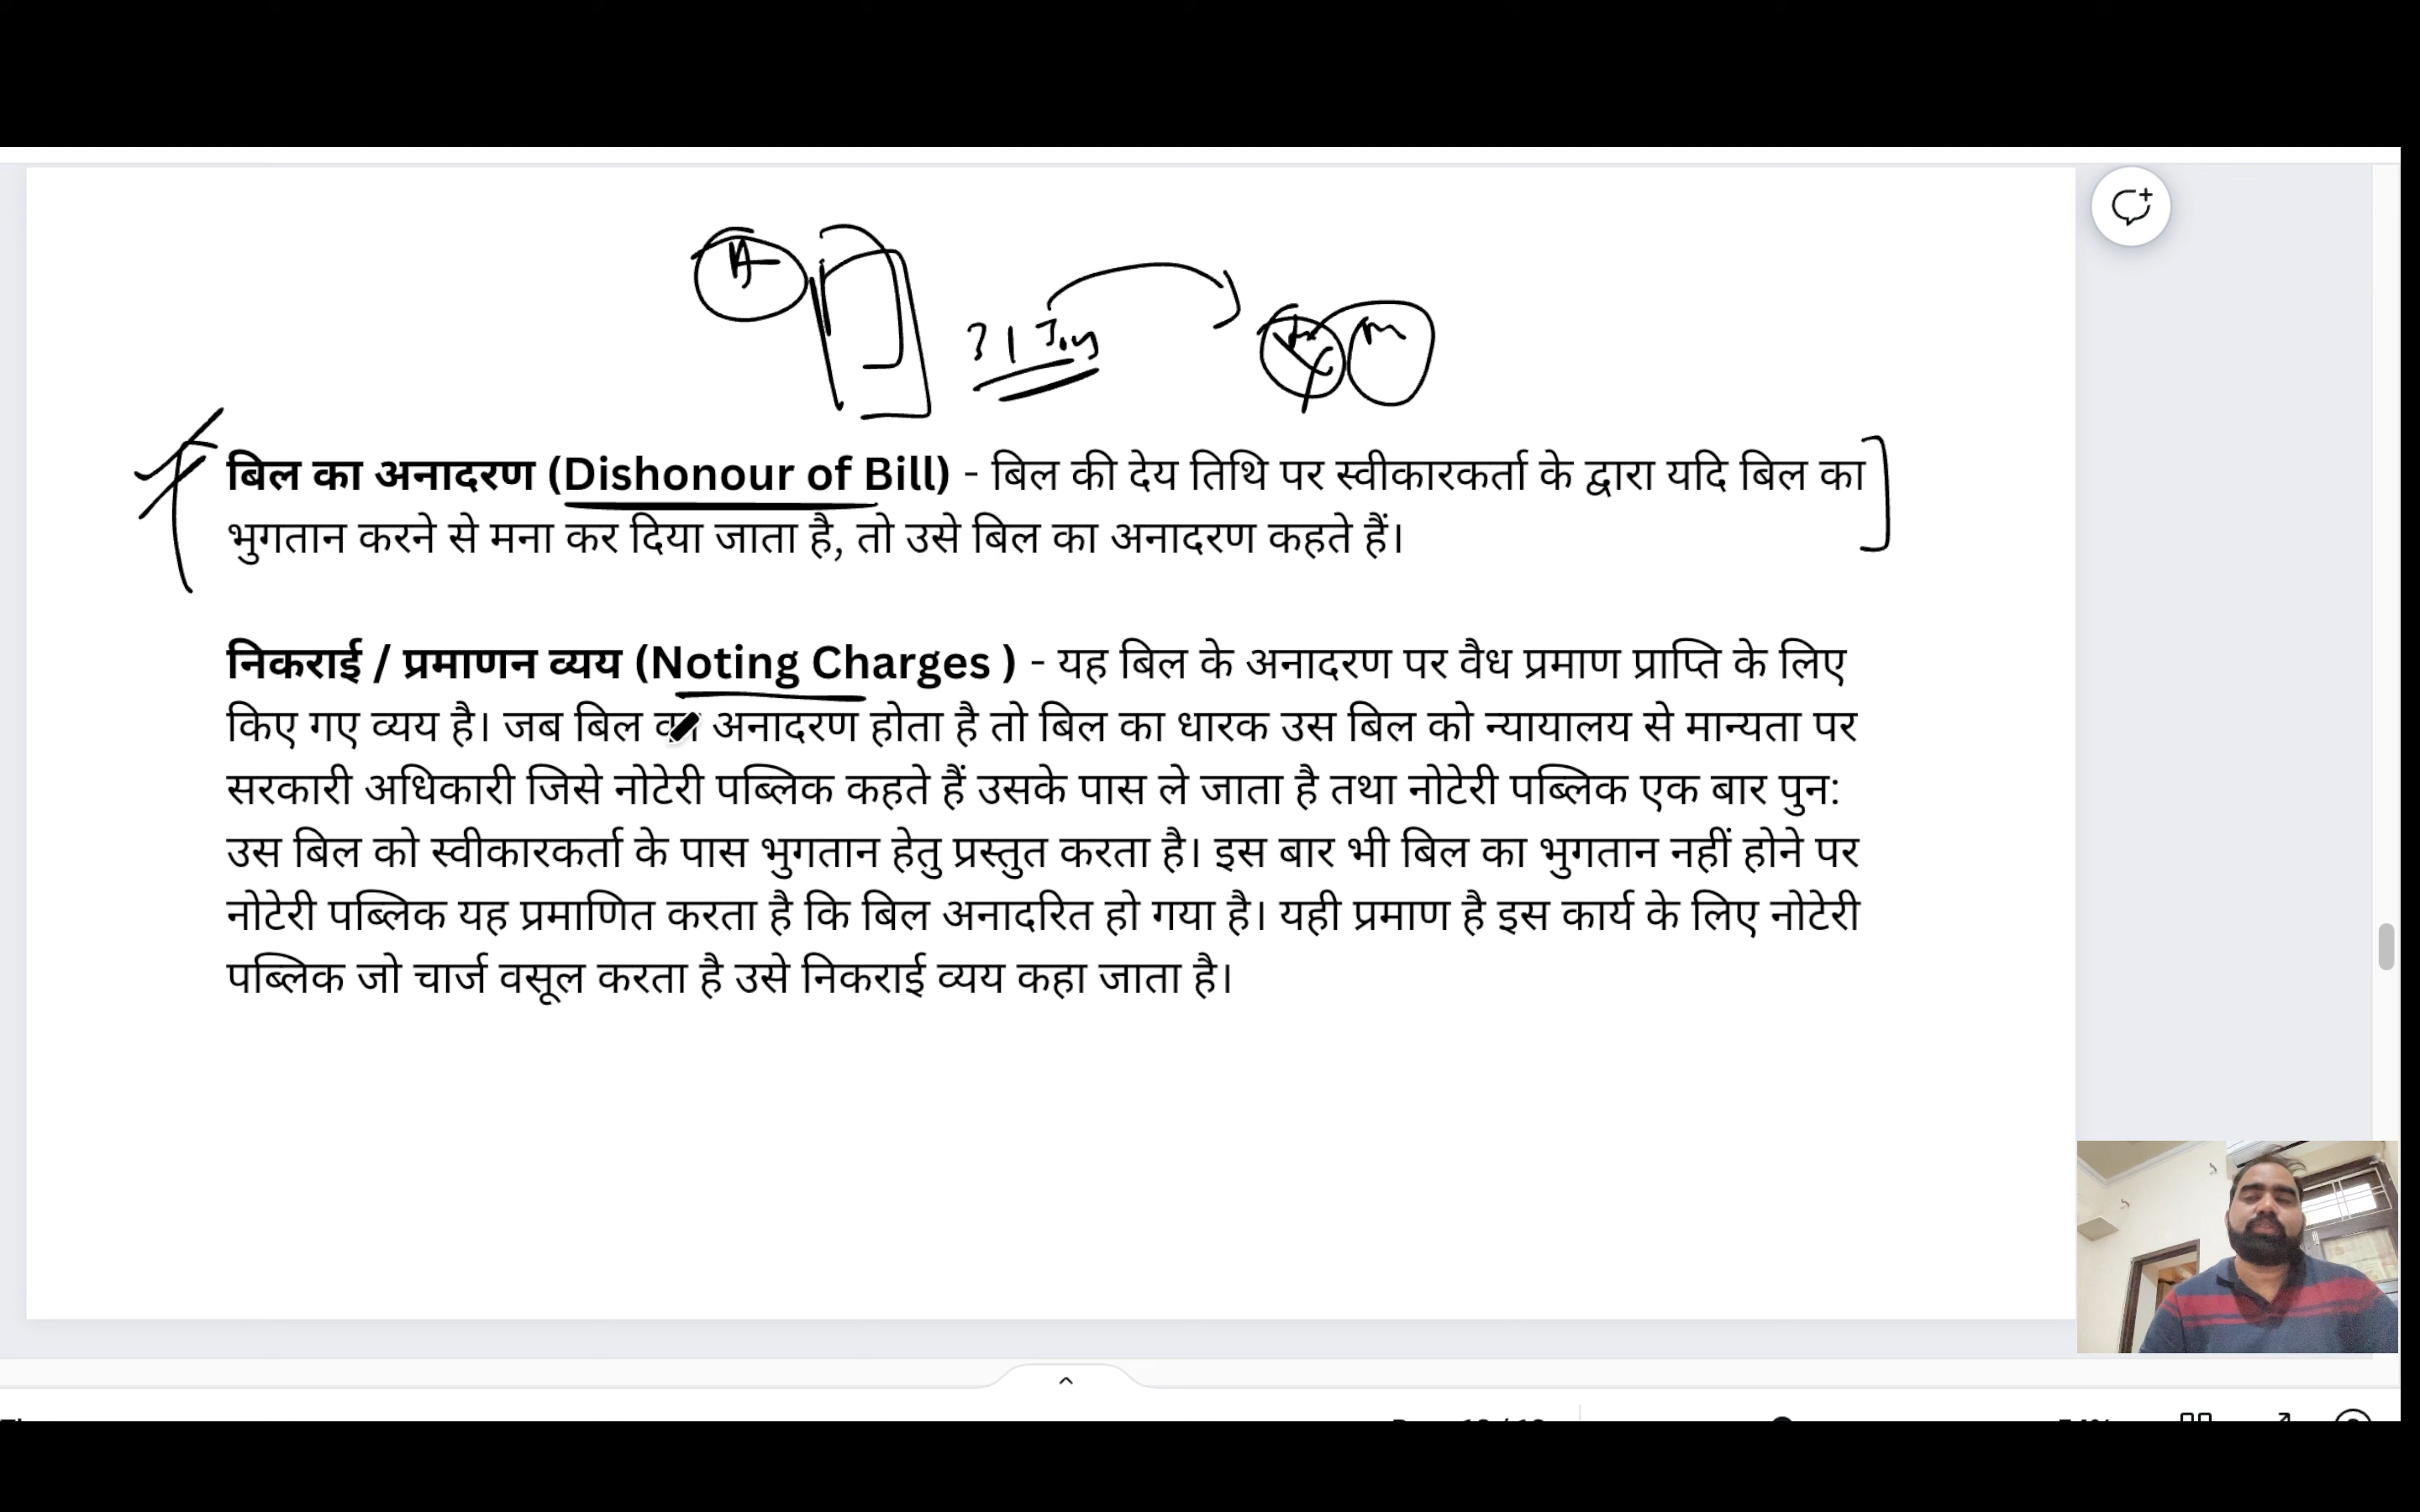 A
31 Jay
m
बिल का अनादरण (Dishonour of Bill) - बिल की देय तिथि पर स्वीकारकर्ता के द्वारा यदि बिल का
भुगतान करने से मना कर दिया जाता है, तो उसे बिल का अनादरण कहते हैं।
निकराई / प्रमाणन व्यय (Noting Charges ) - यह बिल के अनादरण पर वैध प्रमाण प्राप्ति के लिए
किए गए व्यय है। जब बिल का अनादरण होता है तो बिल का धारक उस बिल को न्यायालय से मान्यता पर
सरकारी अधिकारी जिसे नोटेरी पब्लिक कहते हैं उसके पास ले जाता है तथा नोटेरी पब्लिक एक बार पुन:
उस बिल को स्वीकारकर्ता के पास भुगतान हेतु प्रस्तुत करता है। इस बार भी बिल का भुगतान नहीं होने पर
नोटेरी पब्लिक यह प्रमाणित करता है कि बिल अनादरित हो गया है। यही प्रमाण है इस कार्य के लिए नोटेरी
पब्लिक जो चार्ज वसूल करता है उसे निकराई व्यय कहा जाता है।